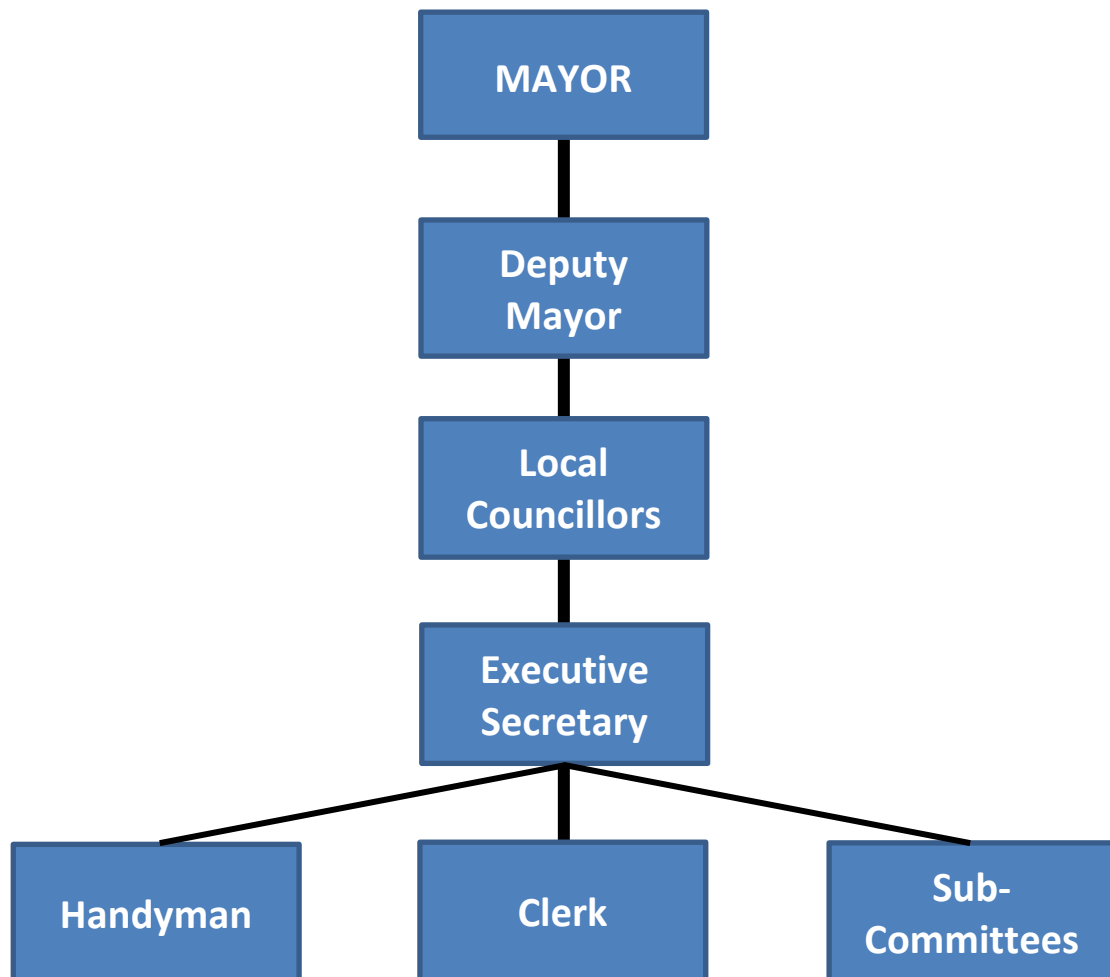 MAYOR
Deputy
Mayor
Local
Councillors
Executive
Secretary
Handyman
Clerk
Sub-
Committees